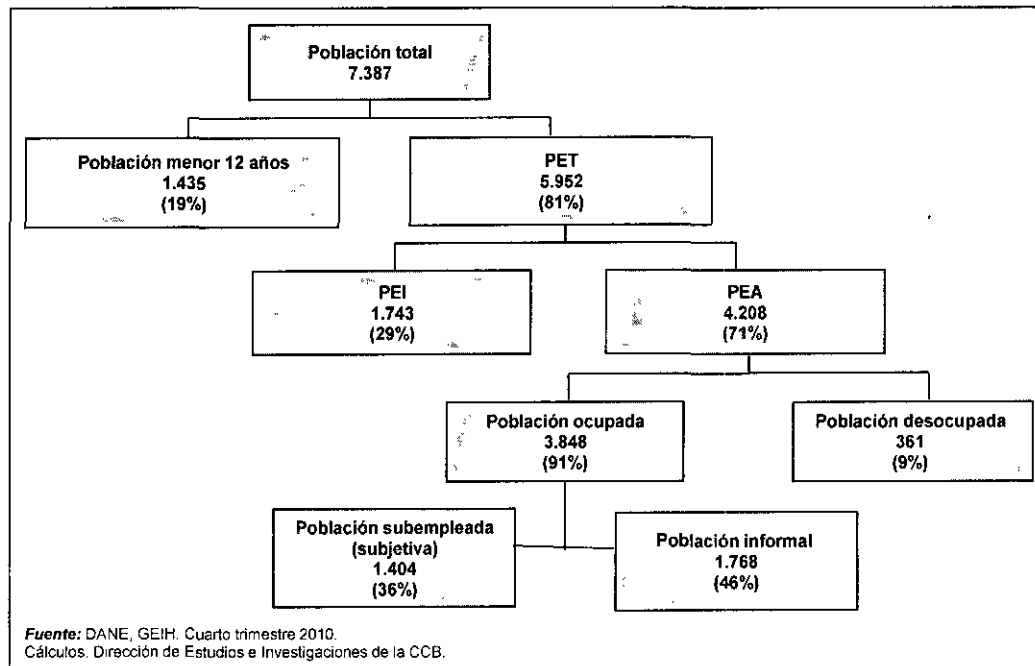 Población total
7.387
Población menor 12 años
1.435
(19%)
PET
5.952
(81%)
PEI
1.743
(29%)
PEA
4.208
(71%)
Población ocupada
3.848
(91%)
Población desocupada
361
(9%)
Población subempleada
(subjetiva)
1.404
(36%)
Población informal
1.768
(46%)
Fuente: DANE, GEIH. Cuarto trimestre 2010.
Cálculos. Dirección de Estudios e Investigaciones de la CCB.